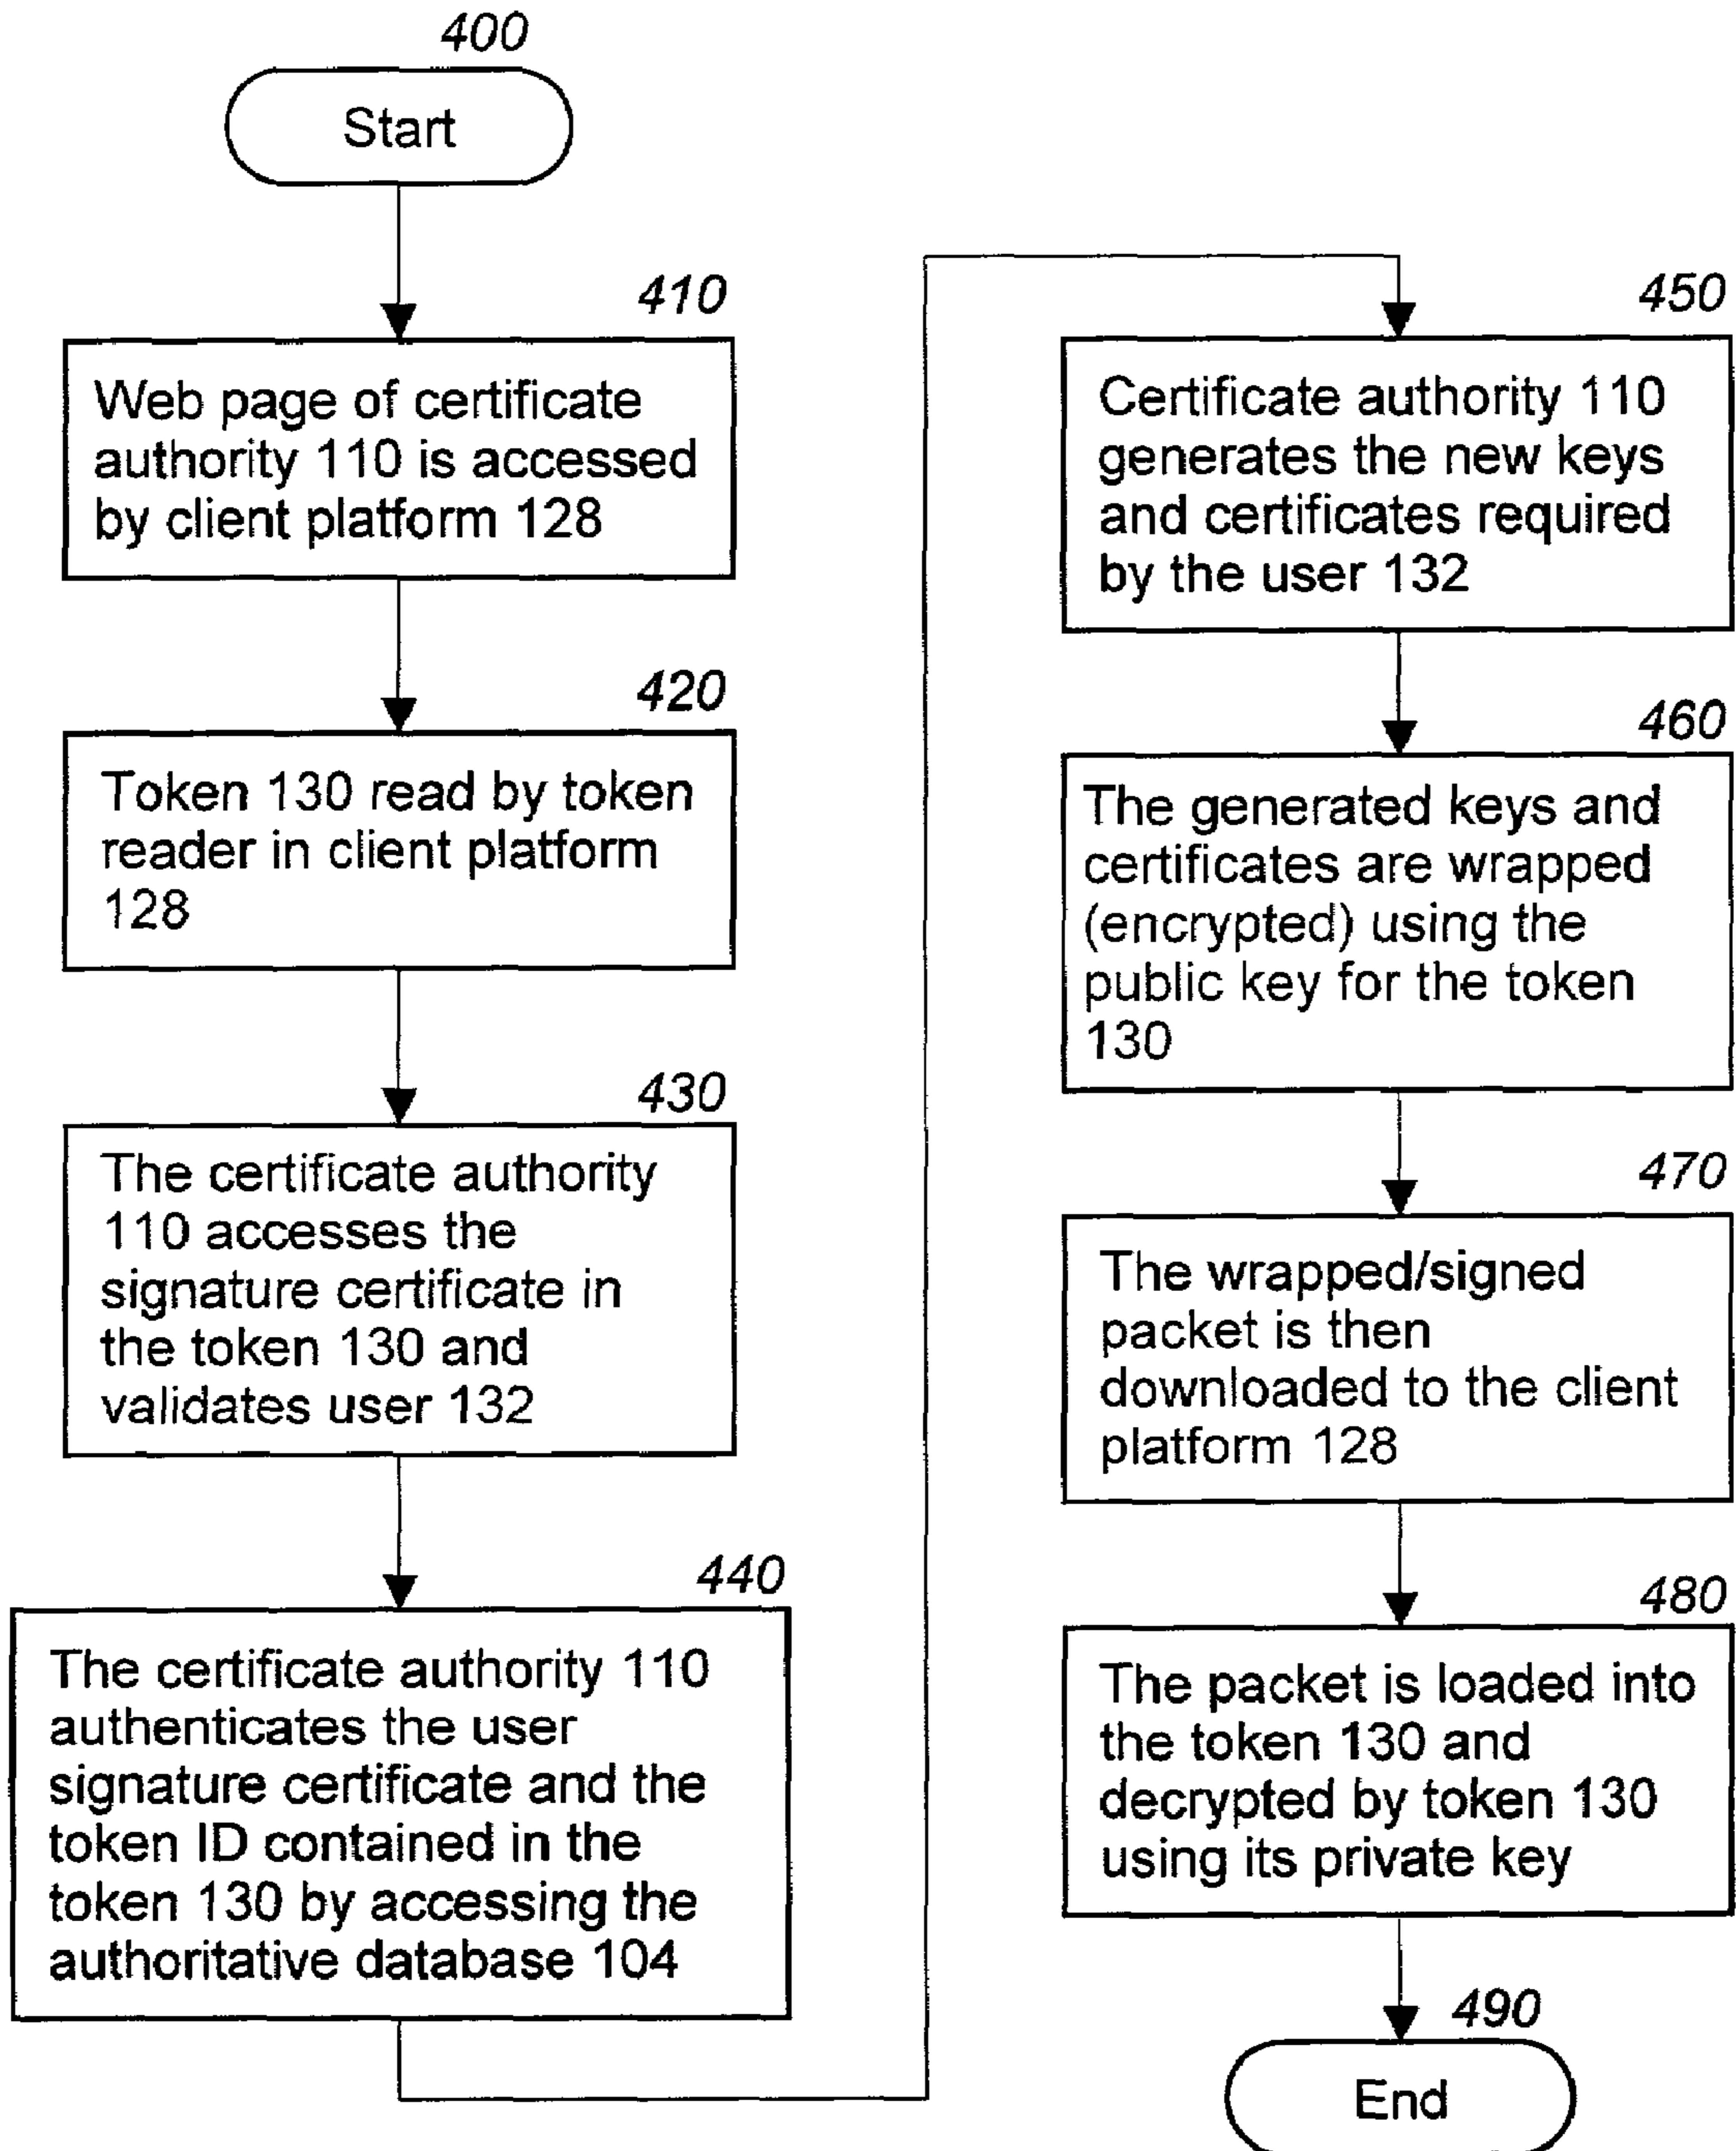 400
Start
410
Web page of certificate
authority 110 is accessed
by client platform 128
420
Token 130 read by token
reader in client platform
128
430
The certificate authority
110 accesses the
signature certificate in
the token 130 and
validates user 132
440
The certificate authority 110
authenticates the user
signature certificate and the
token ID contained in the
token 130 by accessing the
authoritative database 104
450
Certificate authority 110
generates the new keys
and certificates required
by the user 132
460
The generated keys and
certificates are wrapped
(encrypted) using the
public key for the token
130
470
The wrapped/signed
packet is then
downloaded to the client
platform 128
480
The packet is loaded into
the token 130 and
decrypted by token 130
using its private key
490
End